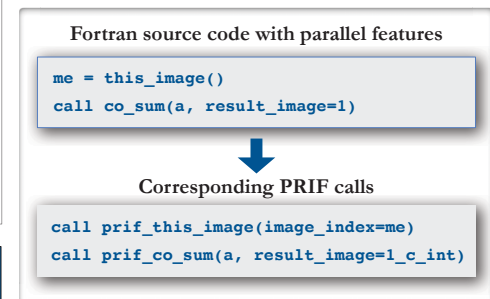 Fortran source code with parallel features
me = this_image()
call co_sum(a, result_image=1)
Corresponding PRIF calls
call prif_this_image(image_index=me)
call prif_co_sum(a, result_image=1_c_int)